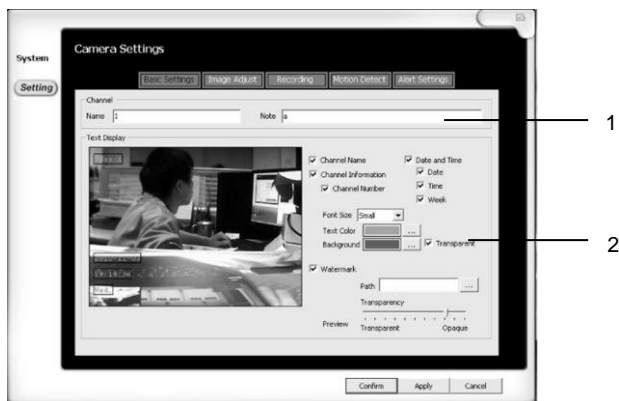 System
Setting
Camera Settings
Basic Settings Image Adjust Recording Motion Detect Alert Settings
Channel
Name 1 Note a
1
Text Display
Channel Name Date and Time
Channel Information Date
Channel Number Time
Week
Font Size Small
Text Color ...
Background ... Transparent
2
Watermark
Path ...
Transparency
Preview Transparent Opaque
Confirm Apply Cancel